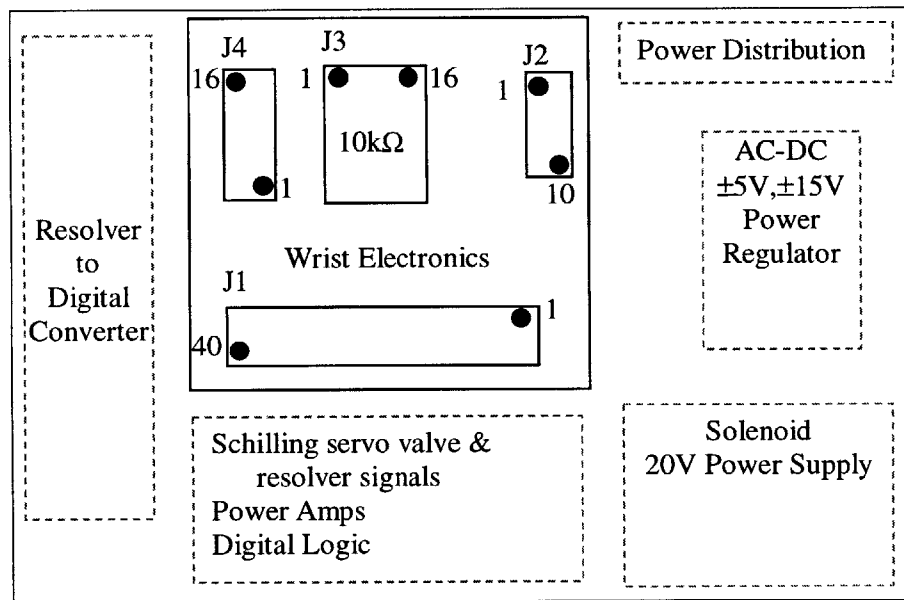 J4
J3
J2
16
1
16
1
10kΩ
1
10
Wrist Electronics
J1
1
40
Resolver
to
Digital
Converter
Power Distribution
AC-DC
±5V,±15V
Power
Regulator
Schilling servo valve &
resolver signals
Power Amps
Digital Logic
Solenoid
20V Power Supply